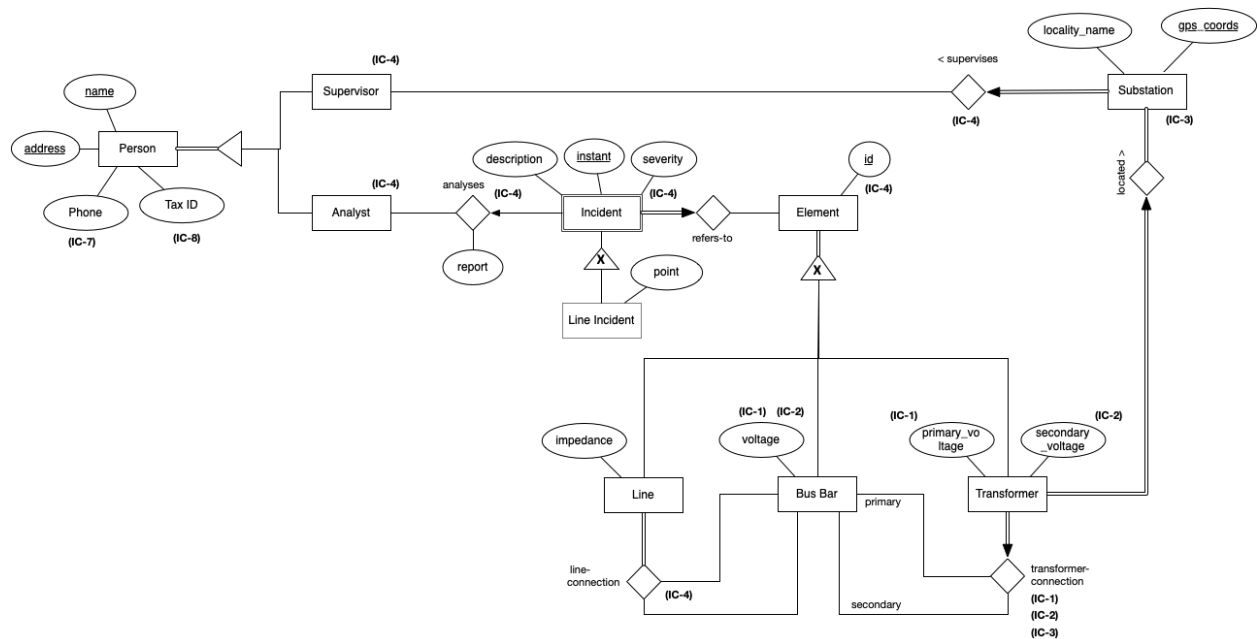 gps_coords
locality_name
(IC-4)
< supervises
name
Supervisor
Substation
(IC-4)
(IC-3)
address
Person
description
instant
severity
id
located >
(IC-4)
analyses
(IC-4)
(IC-4)
(IC-4)
Phone
Tax ID
Analyst
Incident
Element
(IC-7)
(IC-8)
refers-to
X
report
point
X
Line Incident
(IC-1)
(IC-2)
(IC-1)
(IC-2)
impedance
voltage
primary_vo
ltage
secondary
_voltage
Line
Bus Bar
primary
Transformer
line-
connection
(IC-4)
transformer-
connection
secondary
(IC-1)
(IC-2)
(IC-3)